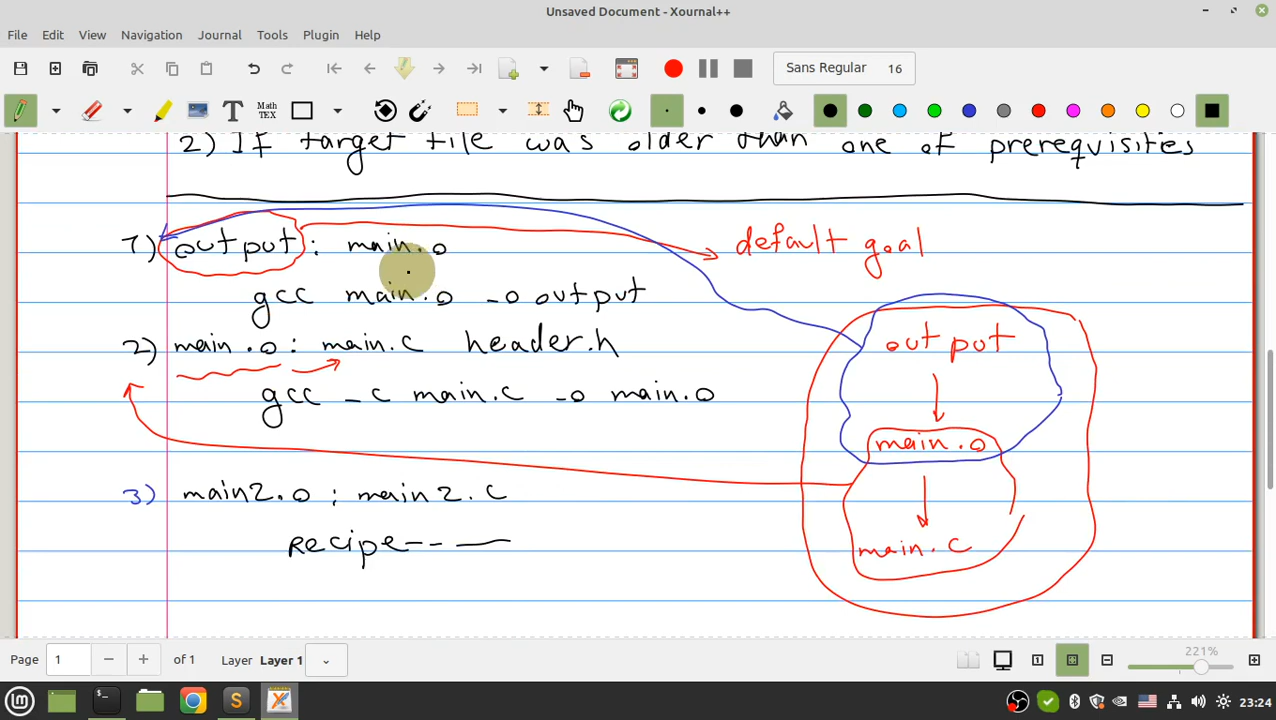 Unsaved Document - Xournal++
File Edit View Navigation Journal Tools Plugin Help
Sans Regular 16
Math TEX
2) If target file was older than one of prerequisites
1) output : main.o
default goal
gcc main.o -o output
2) main.o : main.c header.h
output
gcc -c main.c -o main.o
main.o
3) main2.o : main2.c
Recipe-- —
main.c
Page 1 of 1 Layer Layer 1
221%
23:24